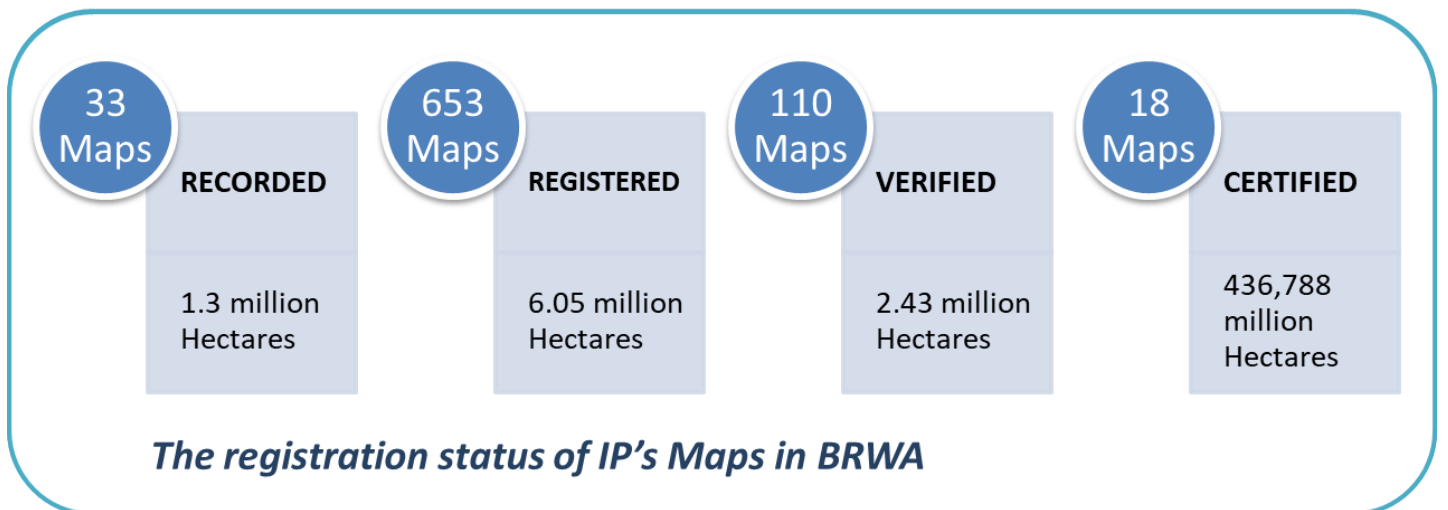 33
Maps
RECORDED
1.3 million
Hectares
653
Maps
REGISTERED
6.05 million
Hectares
110
Maps
VERIFIED
2.43 million
Hectares
18
Maps
CERTIFIED
436,788
million
Hectares
The registration status of IP's Maps in BRWA